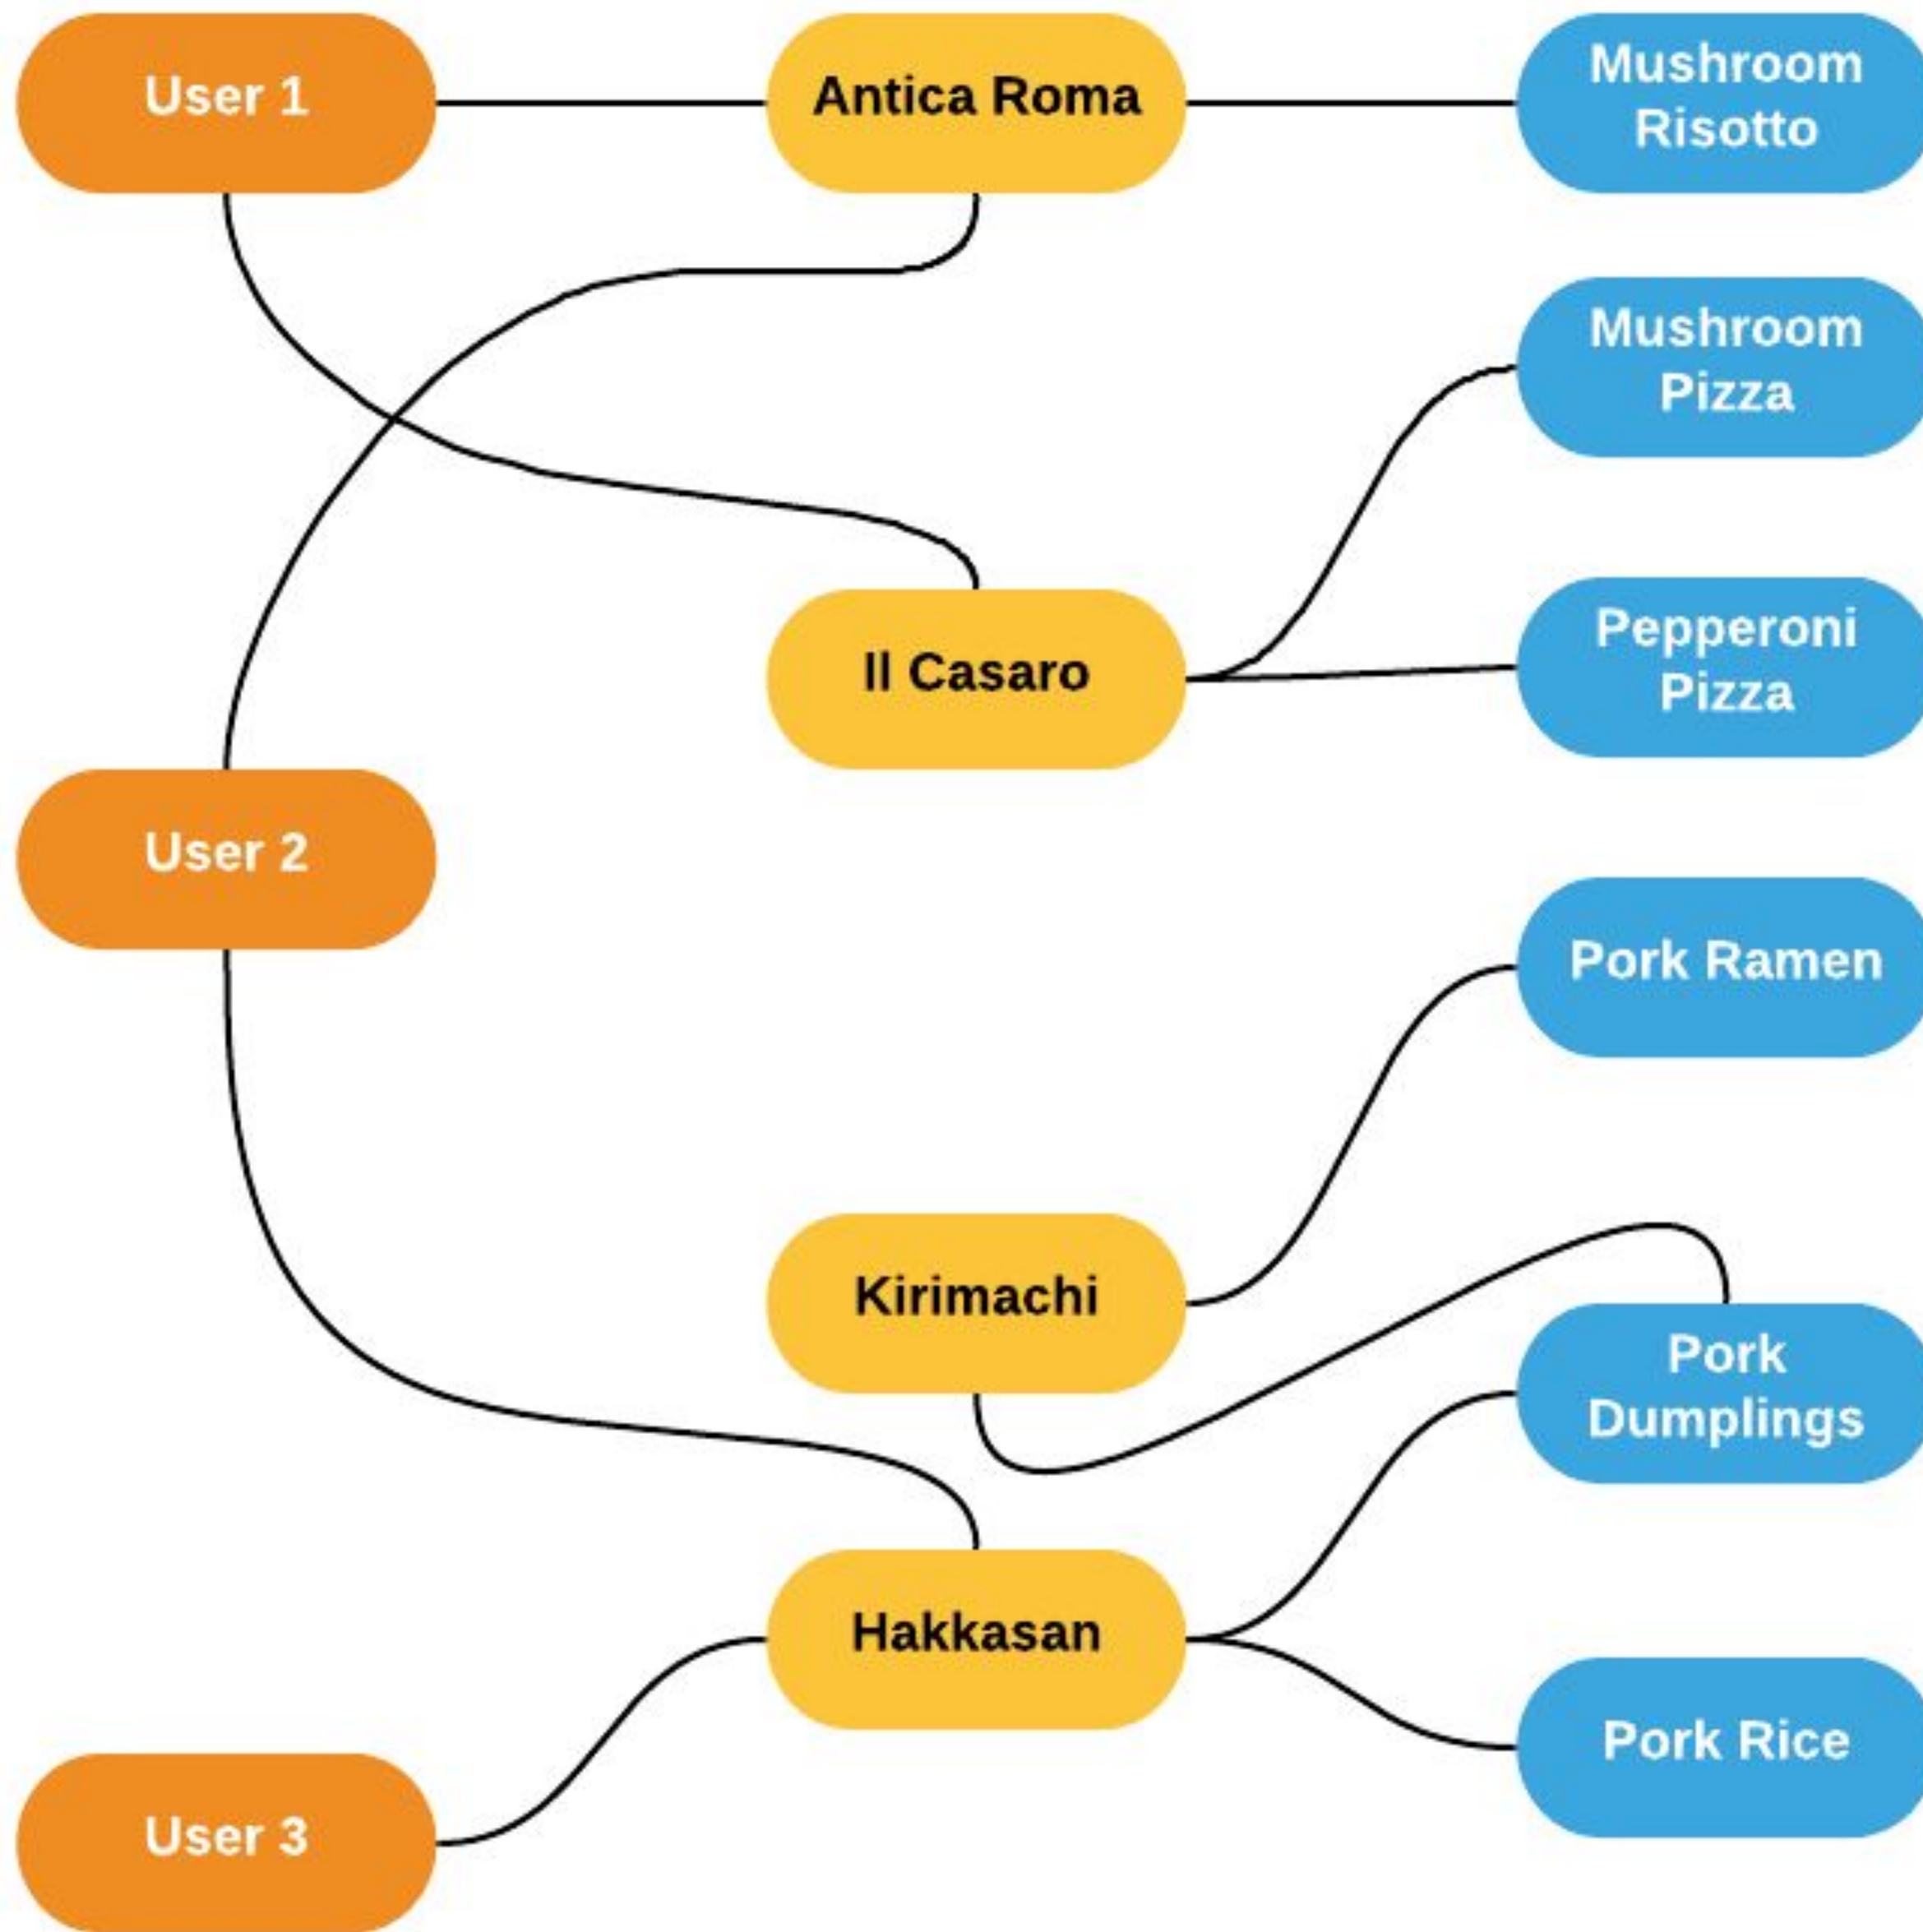 User 1
Antica Roma
Mushroom
Risotto
Mushroom
Pizza
Il Casaro
Pepperoni
Pizza
User 2
Pork Ramen
Kirimachi
Pork
Dumplings
Hakkasan
Pork Rice
User 3